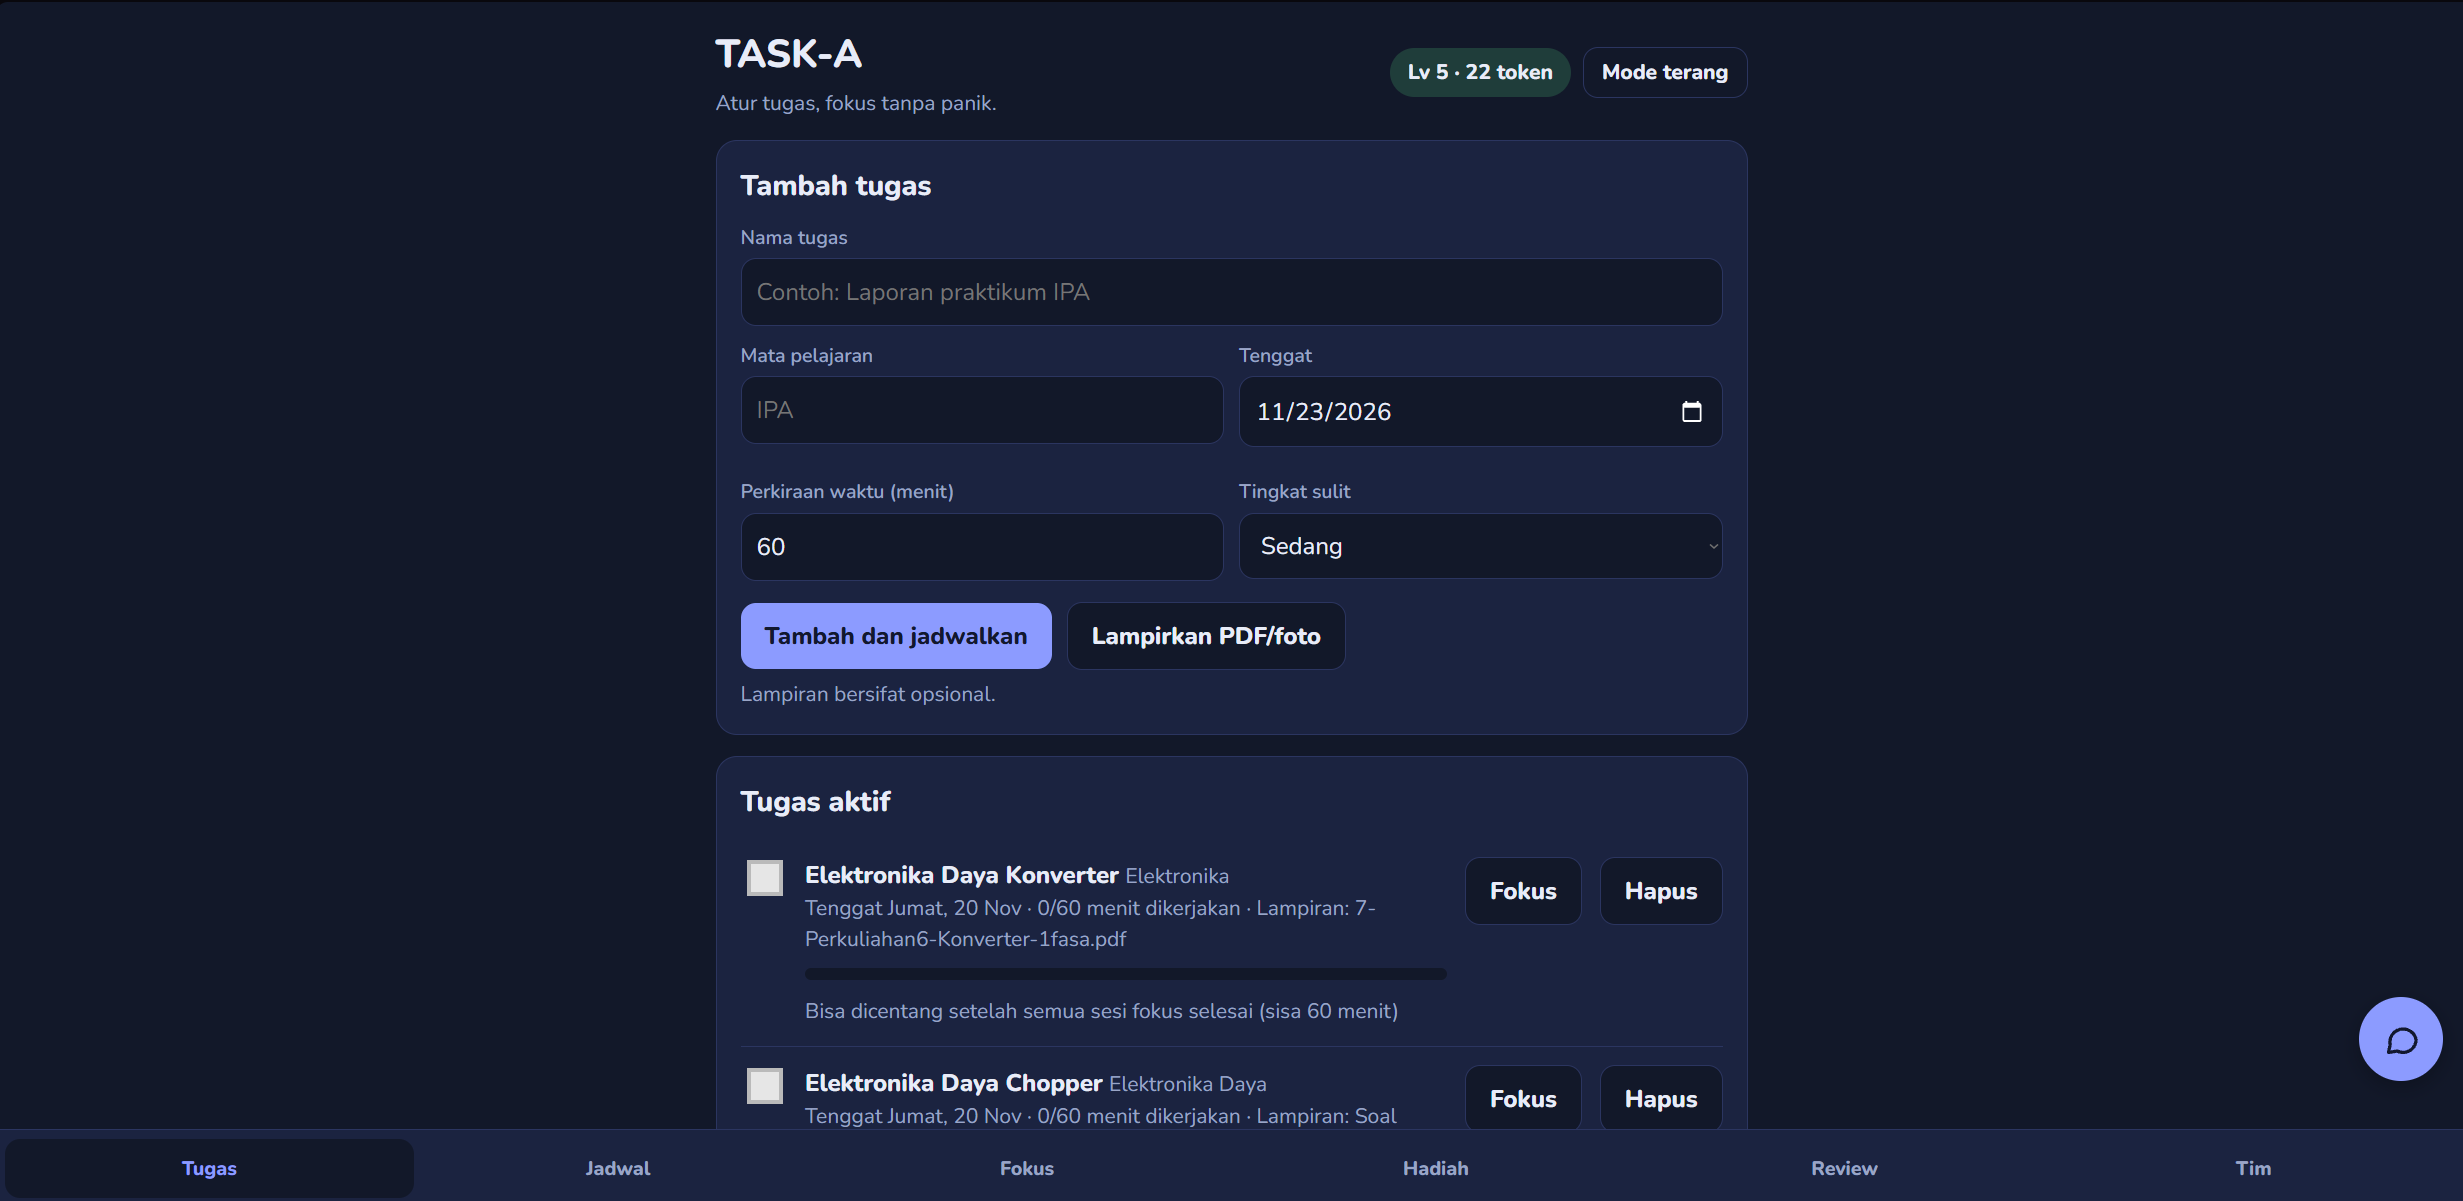 TASK-A
Atur tugas, fokus tanpa panik.
Lv 5 · 22 token
Mode terang
Tambah tugas
Nama tugas
Contoh: Laporan praktikum IPA
Mata pelajaran
Tenggat
IPA
11/23/2026
Perkiraan waktu (menit)
Tingkat sulit
60
Sedang
Tambah dan jadwalkan
Lampirkan PDF/foto
Lampiran bersifat opsional.
Tugas aktif
Elektronika Daya Konverter Elektronika
Tenggat Jumat, 20 Nov · 0/60 menit dikerjakan · Lampiran: 7-
Perkuliahan6-Konverter-1fasa.pdf
Fokus
Hapus
Bisa dicentang setelah semua sesi fokus selesai (sisa 60 menit)
Elektronika Daya Chopper Elektronika Daya
Tenggat Jumat, 20 Nov · 0/60 menit dikerjakan · Lampiran: Soal
Fokus
Hapus
Tugas
Jadwal
Fokus
Hadiah
Review
Tim